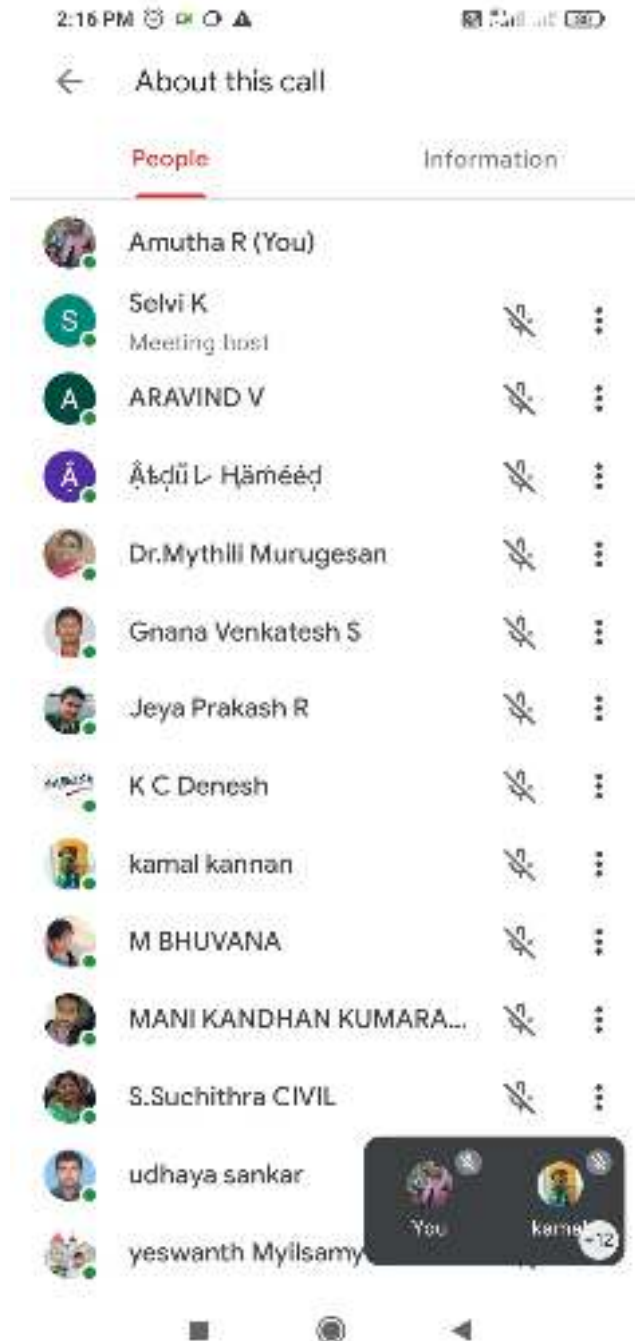 2:16 PM
About this call
People Information
Amutha R (You)
S Selvi K
Meeting host
A ARAVIND V
Â
Dr.Mythili Murugesan
Gnana Venkatesh S
Jeya Prakash R
K C Denesh
kamal kannan
M BHUVANA
MANI KANDHAN KUMARA...
S.Suchithra CIVIL
udhaya sankar
yeswanth Myilsamy
You
+12